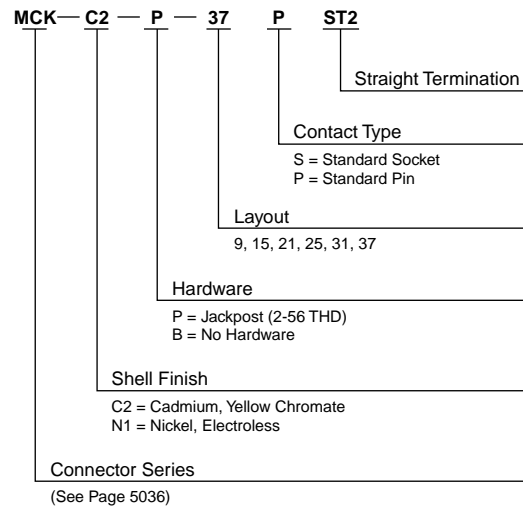 MCK — C2 — P — 37 P ST2
Straight Termination
Contact Type
S = Standard Socket
P = Standard Pin
Layout
9, 15, 21, 25, 31, 37
Hardware
P = Jackpost (2-56 THD)
B = No Hardware
Shell Finish
C2 = Cadmium, Yellow Chromate
N1 = Nickel, Electroless
Connector Series
(See Page 5036)